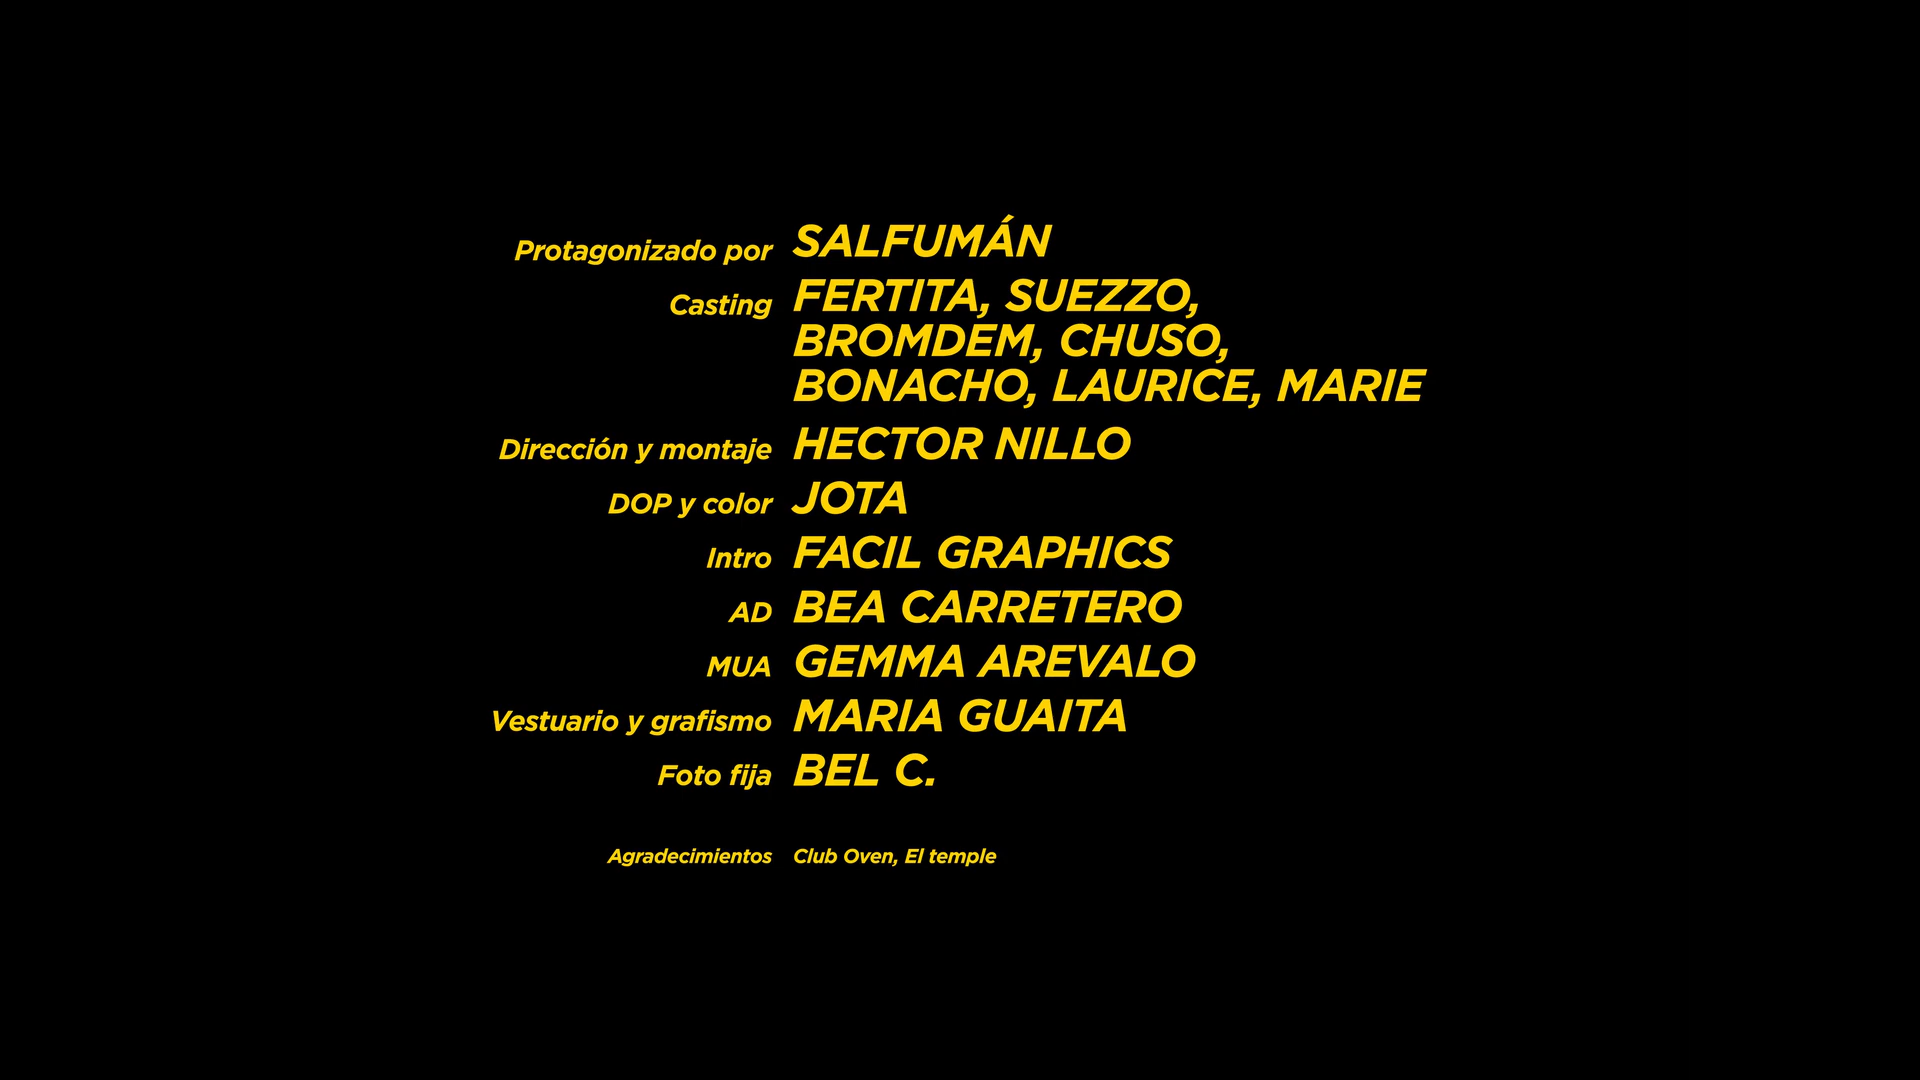 Protagonizado por SALFUMÁN
Casting FERTITA, SUEZZO,
BROMDEM, CHUSO,
BONACHO, LAURICE, MARIE
Dirección y montaje HECTOR NILLO
DOP y color JOTA
Intro FACIL GRAPHICS
AD BEA CARRETERO
MUA GEMMA AREVALO
Vestuario y grafismo MARIA GUAITA
Foto fija BEL C.
Agradecimientos Club Oven, El temple